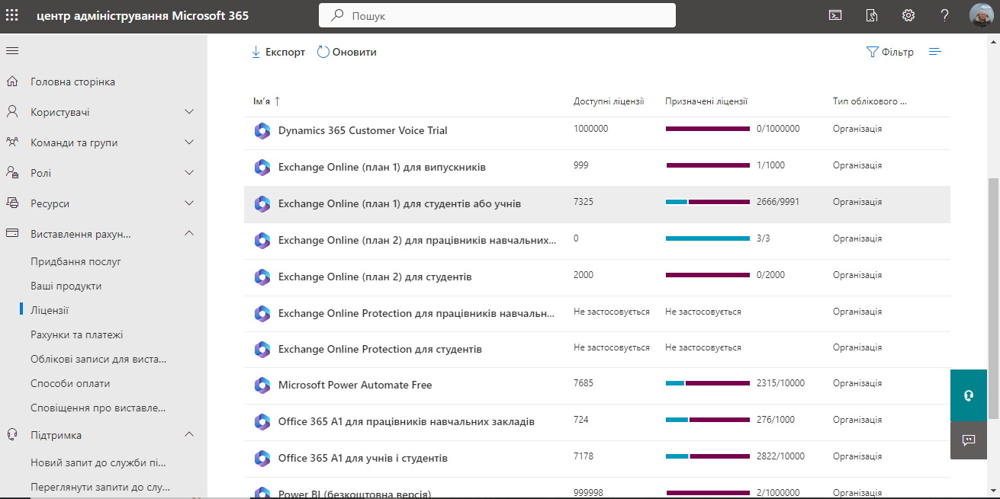 центр адміністрування Microsoft 365
Пошук
?
Експорт
Оновити
Фільтр
Головна сторінка
Користувачі
Команди та групи
Ролі
Ресурси
Виставлення рахун...
Придбання послуг
Ваші продукти
Ліцензії
Рахунки та платежі
Облікові записи для виста...
Способи оплати
Сповіщення про виставле...
Підтримка
Новий запит до служби пі...
Переглянути запити до слу...
Ім'я ↑ Доступні ліцензії Призначені ліцензії Тип облікового ...
Dynamics 365 Customer Voice Trial 1000000 0/1000000 Організація
Exchange Online (план 1) для випускників 999 1/1000 Організація
Exchange Online (план 1) для студентів або учнів 7325 2666/9991 Організація
Exchange Online (план 2) для працівників навчальних... 0 3/3 Організація
Exchange Online (план 2) для студентів 2000 0/2000 Організація
Exchange Online Protection для працівників навчальн... Не застосовується Не застосовується Організація
Exchange Online Protection для студентів Не застосовується Не застосовується Організація
Microsoft Power Automate Free 7685 2315/10000 Організація
Office 365 A1 для працівників навчальних закладів 724 276/1000 Організація
Office 365 A1 для учнів і студентів 7178 2822/10000 Організація
Power BI (безкоштовна версія) 999998 2/1000000 Організація